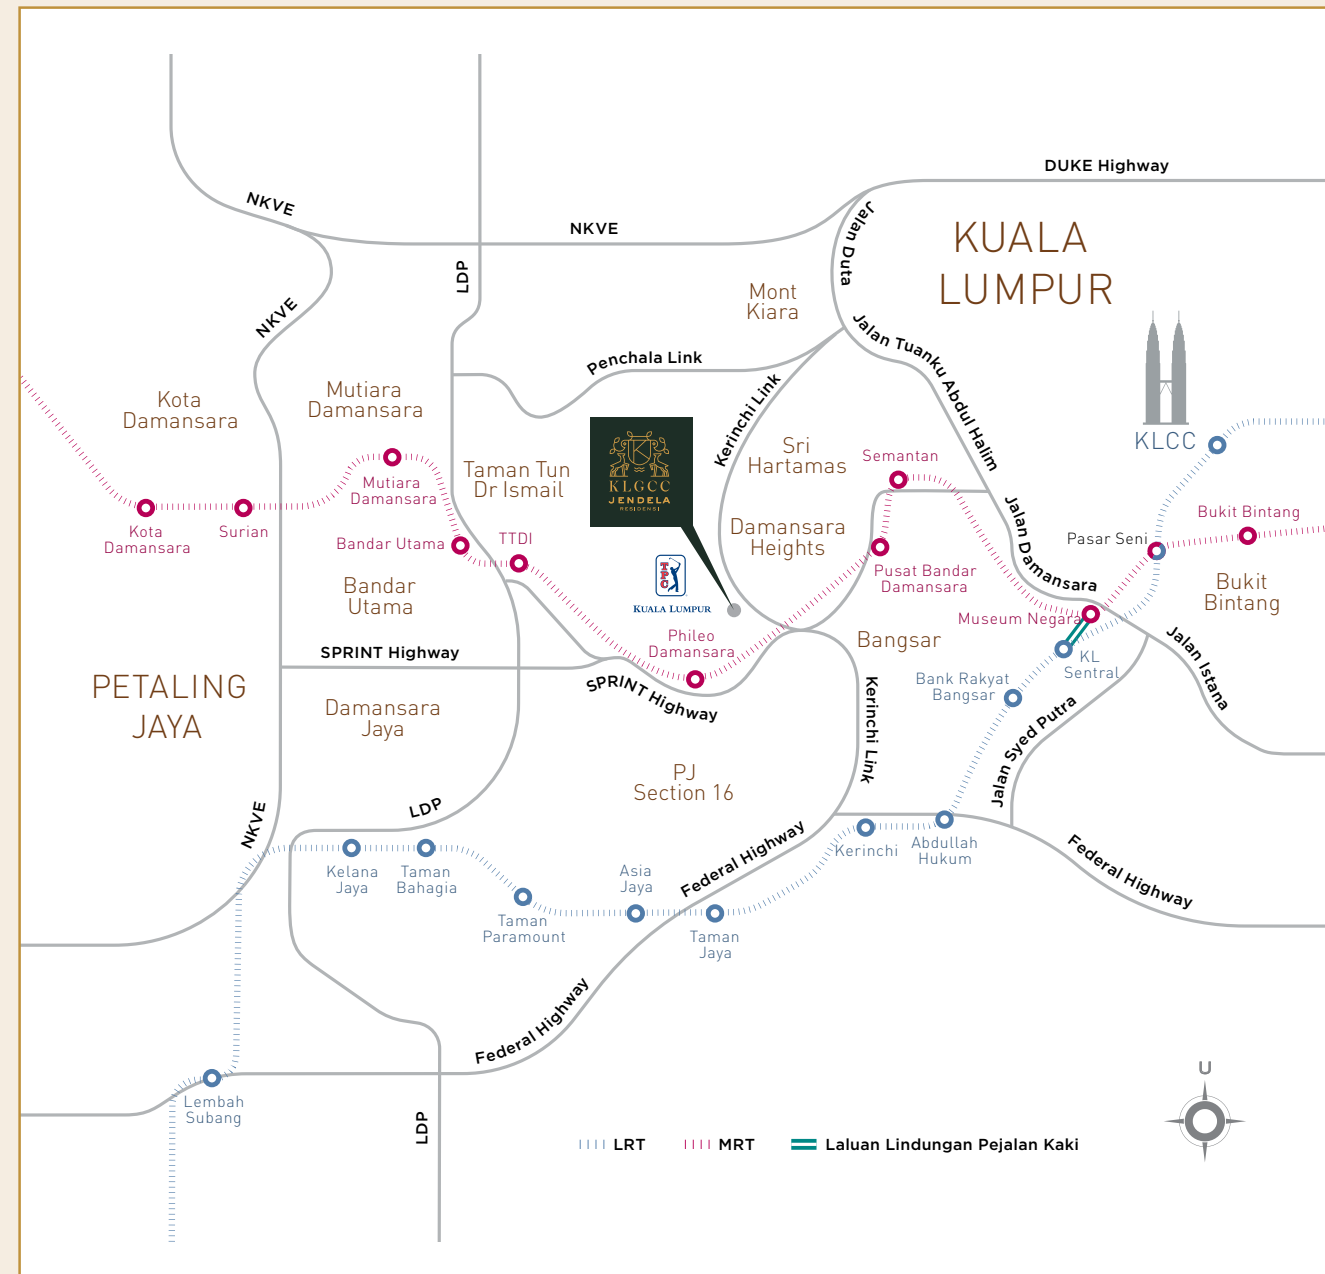 DUKE Highway
NKVE
NKVE
Jalan Duta
KUALA
LUMPUR
LDP
NKVE
Mont
Kiara
Jalan Tuanku Abdul Halim
Penchala Link
Kerinchi Link
Kota
Damansara
Mutiara
Damansara
KLCC
Sri
Hartamas
Semantan
Taman Tun
Dr Ismail
KLGCC
JENDELA
RESIDENSI
Mutiara
Damansara
Kota
Damansara
Surian
Bandar Utama
TTDI
Damansara
Heights
Jalan Damansara
Bukit Bintang
Pasar Seni
Bandar
Utama
TPC
KUALA LUMPUR
Pusat Bandar
Damansara
Bukit
Bintang
Museum Negara
Phileo
Damansara
Bangsar
KL
Sentral
Jalan Istana
SPRINT Highway
SPRINT Highway
PETALING
JAYA
Damansara
Jaya
Bank Rakyat
Bangsar
Kerinchi Link
Jalan Syed Putra
PJ
Section 16
NKVE
LDP
Federal Highway
Kerinchi
Abdullah
Hukum
Federal Highway
Kelana
Jaya
Taman
Bahagia
Asia
Jaya
Taman
Paramount
Taman
Jaya
Federal Highway
Lembah
Subang
LDP
U
LRT
MRT
Laluan Lindungan Pejalan Kaki